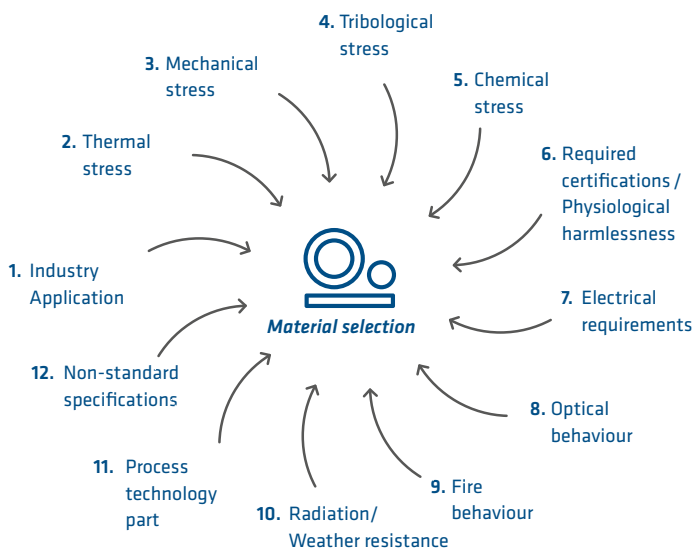 1. Industry
Application
2. Thermal
stress
3. Mechanical
stress
4. Tribological
stress
5. Chemical
stress
6. Required
certifications /
Physiological
harmlessness
7. Electrical
requirements
8. Optical
behaviour
9. Fire
behaviour
10. Radiation/
Weather resistance
11. Process
technology
part
12. Non-standard
specifications
Material selection